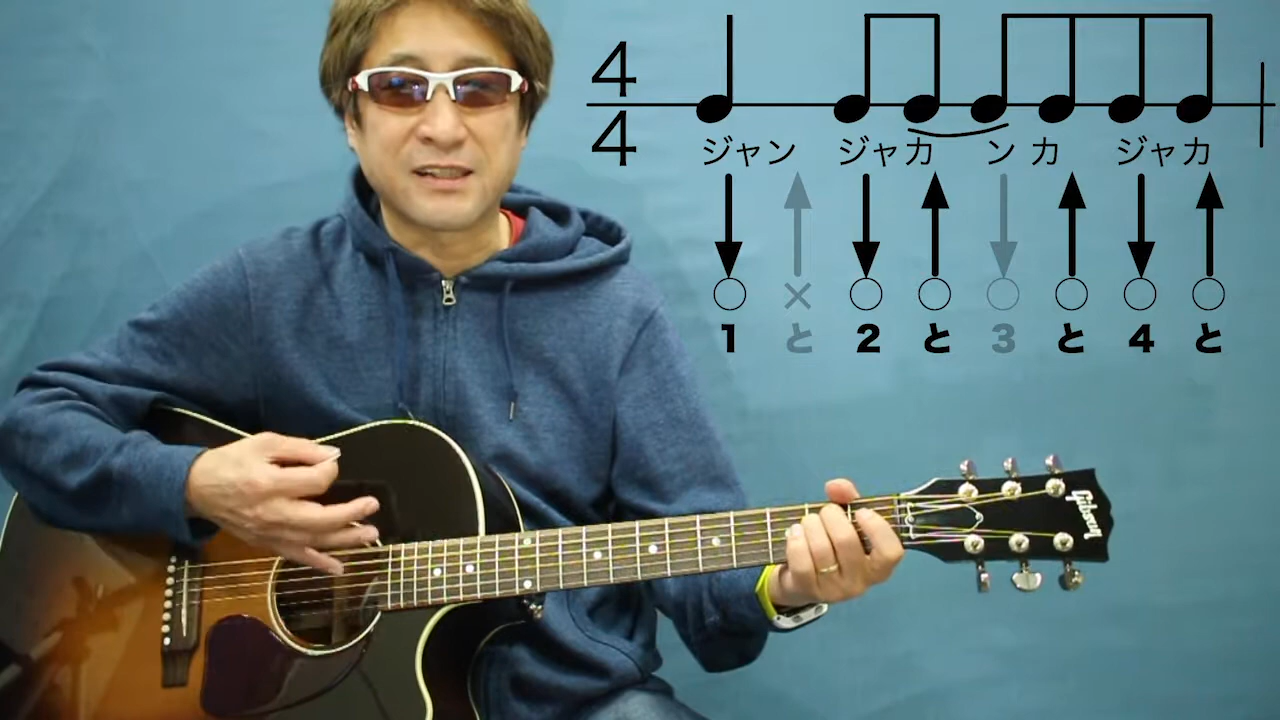 4
4
ジャン ジャカ ン カ ジャカ
× 
1 と 2 と 3 と 4 と
Gibson